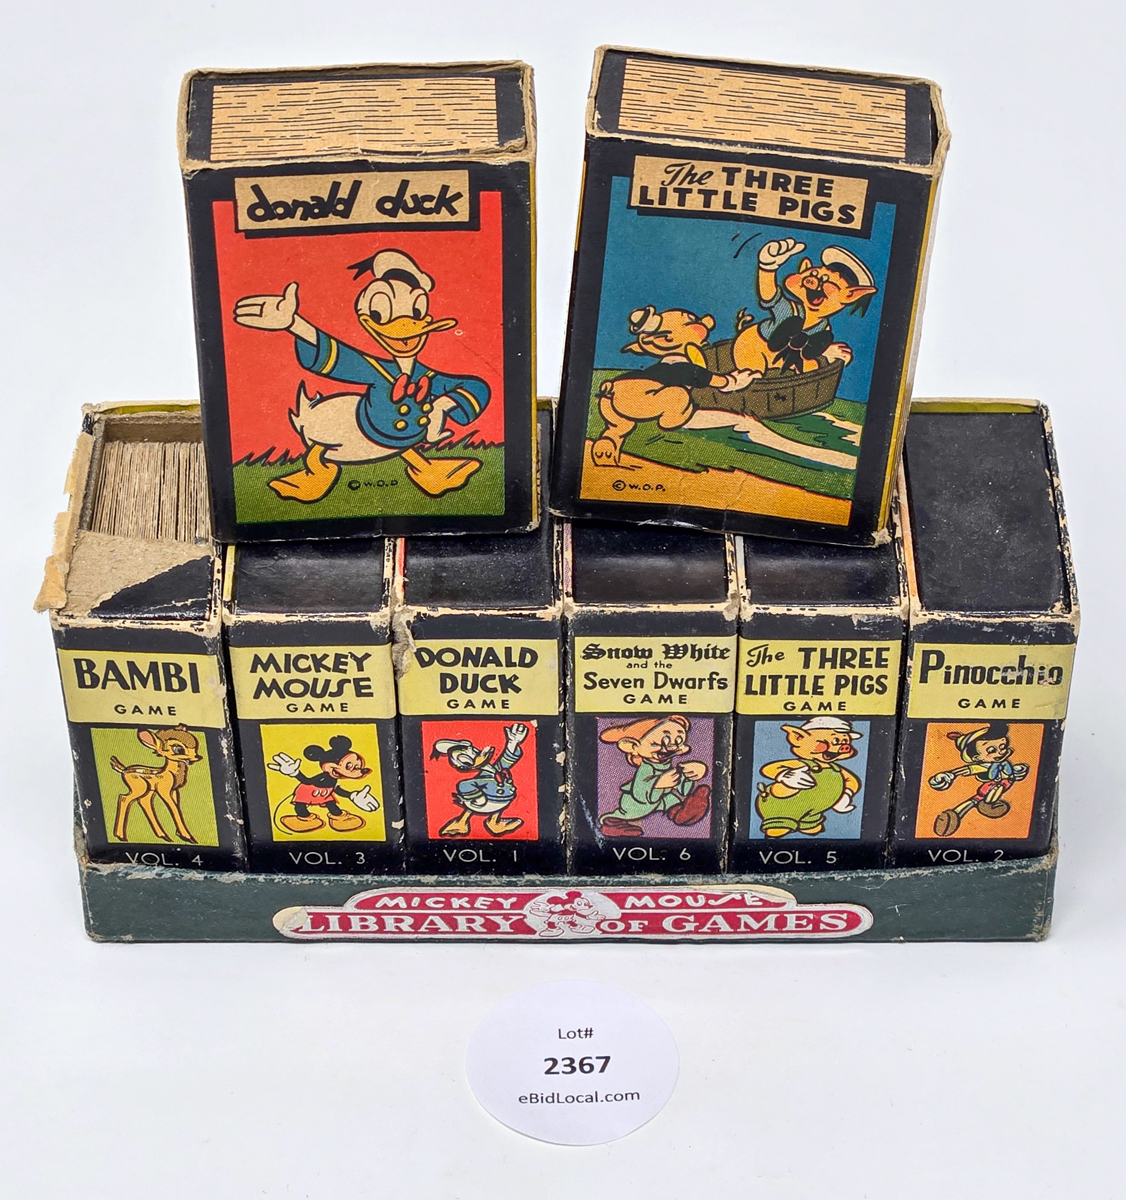 donald duck
© W.D.P
The THREE
LITTLE PIGS
© W.D.P.
BAMBI
GAME
VOL. 4
MICKEY
MOUSE
GAME
VOL. 3
DONALD
DUCK
GAME
VOL. 1
Snow White
and the
Seven Dwarfs
GAME
VOL. 6
The THREE
LITTLE PIGS
GAME
VOL. 5
Pinocchio
GAME
VOL. 2
MICKEY MOUSE
LIBRARY OF GAMES
Lot#
2367
eBidLocal.com